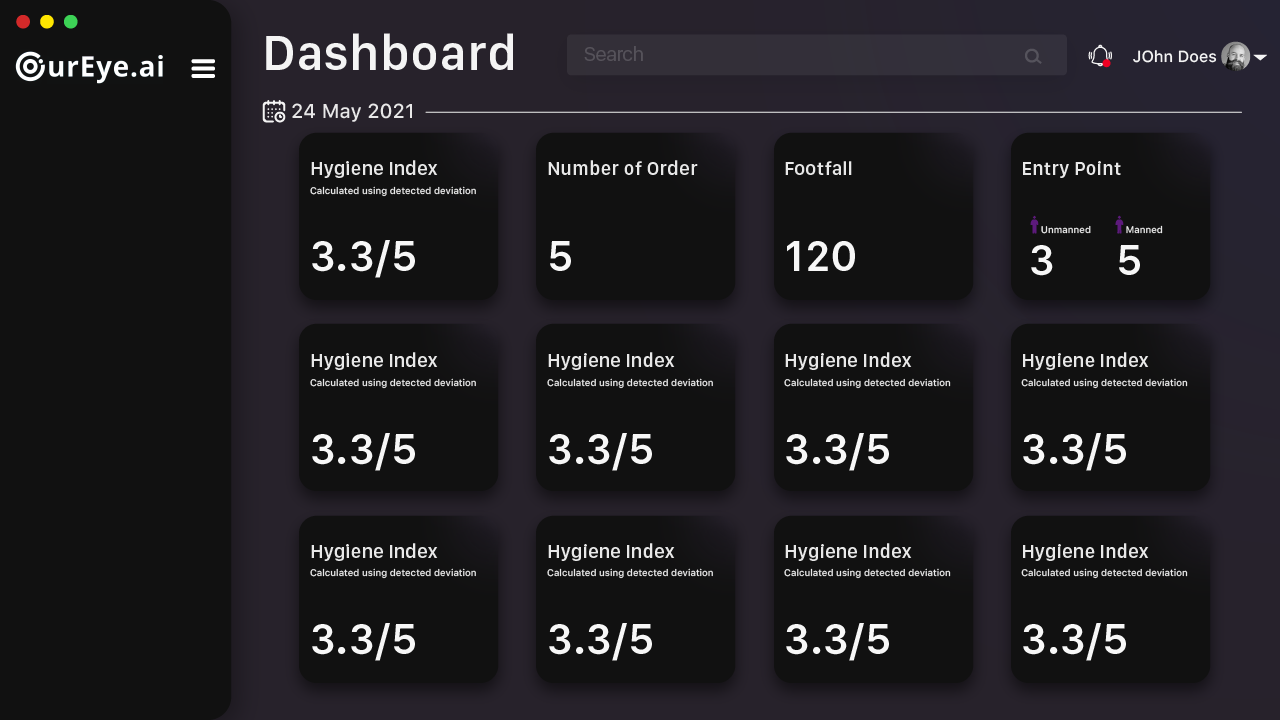 OurEye.ai
Dashboard
Search
JOhn Does
24 May 2021
Hygiene Index
Calculated using detected deviation
3.3/5
Number of Order
5
Footfall
120
Entry Point
Unmanned
3
Manned
5
Hygiene Index
Calculated using detected deviation
3.3/5
Hygiene Index
Calculated using detected deviation
3.3/5
Hygiene Index
Calculated using detected deviation
3.3/5
Hygiene Index
Calculated using detected deviation
3.3/5
Hygiene Index
Calculated using detected deviation
3.3/5
Hygiene Index
Calculated using detected deviation
3.3/5
Hygiene Index
Calculated using detected deviation
3.3/5
Hygiene Index
Calculated using detected deviation
3.3/5